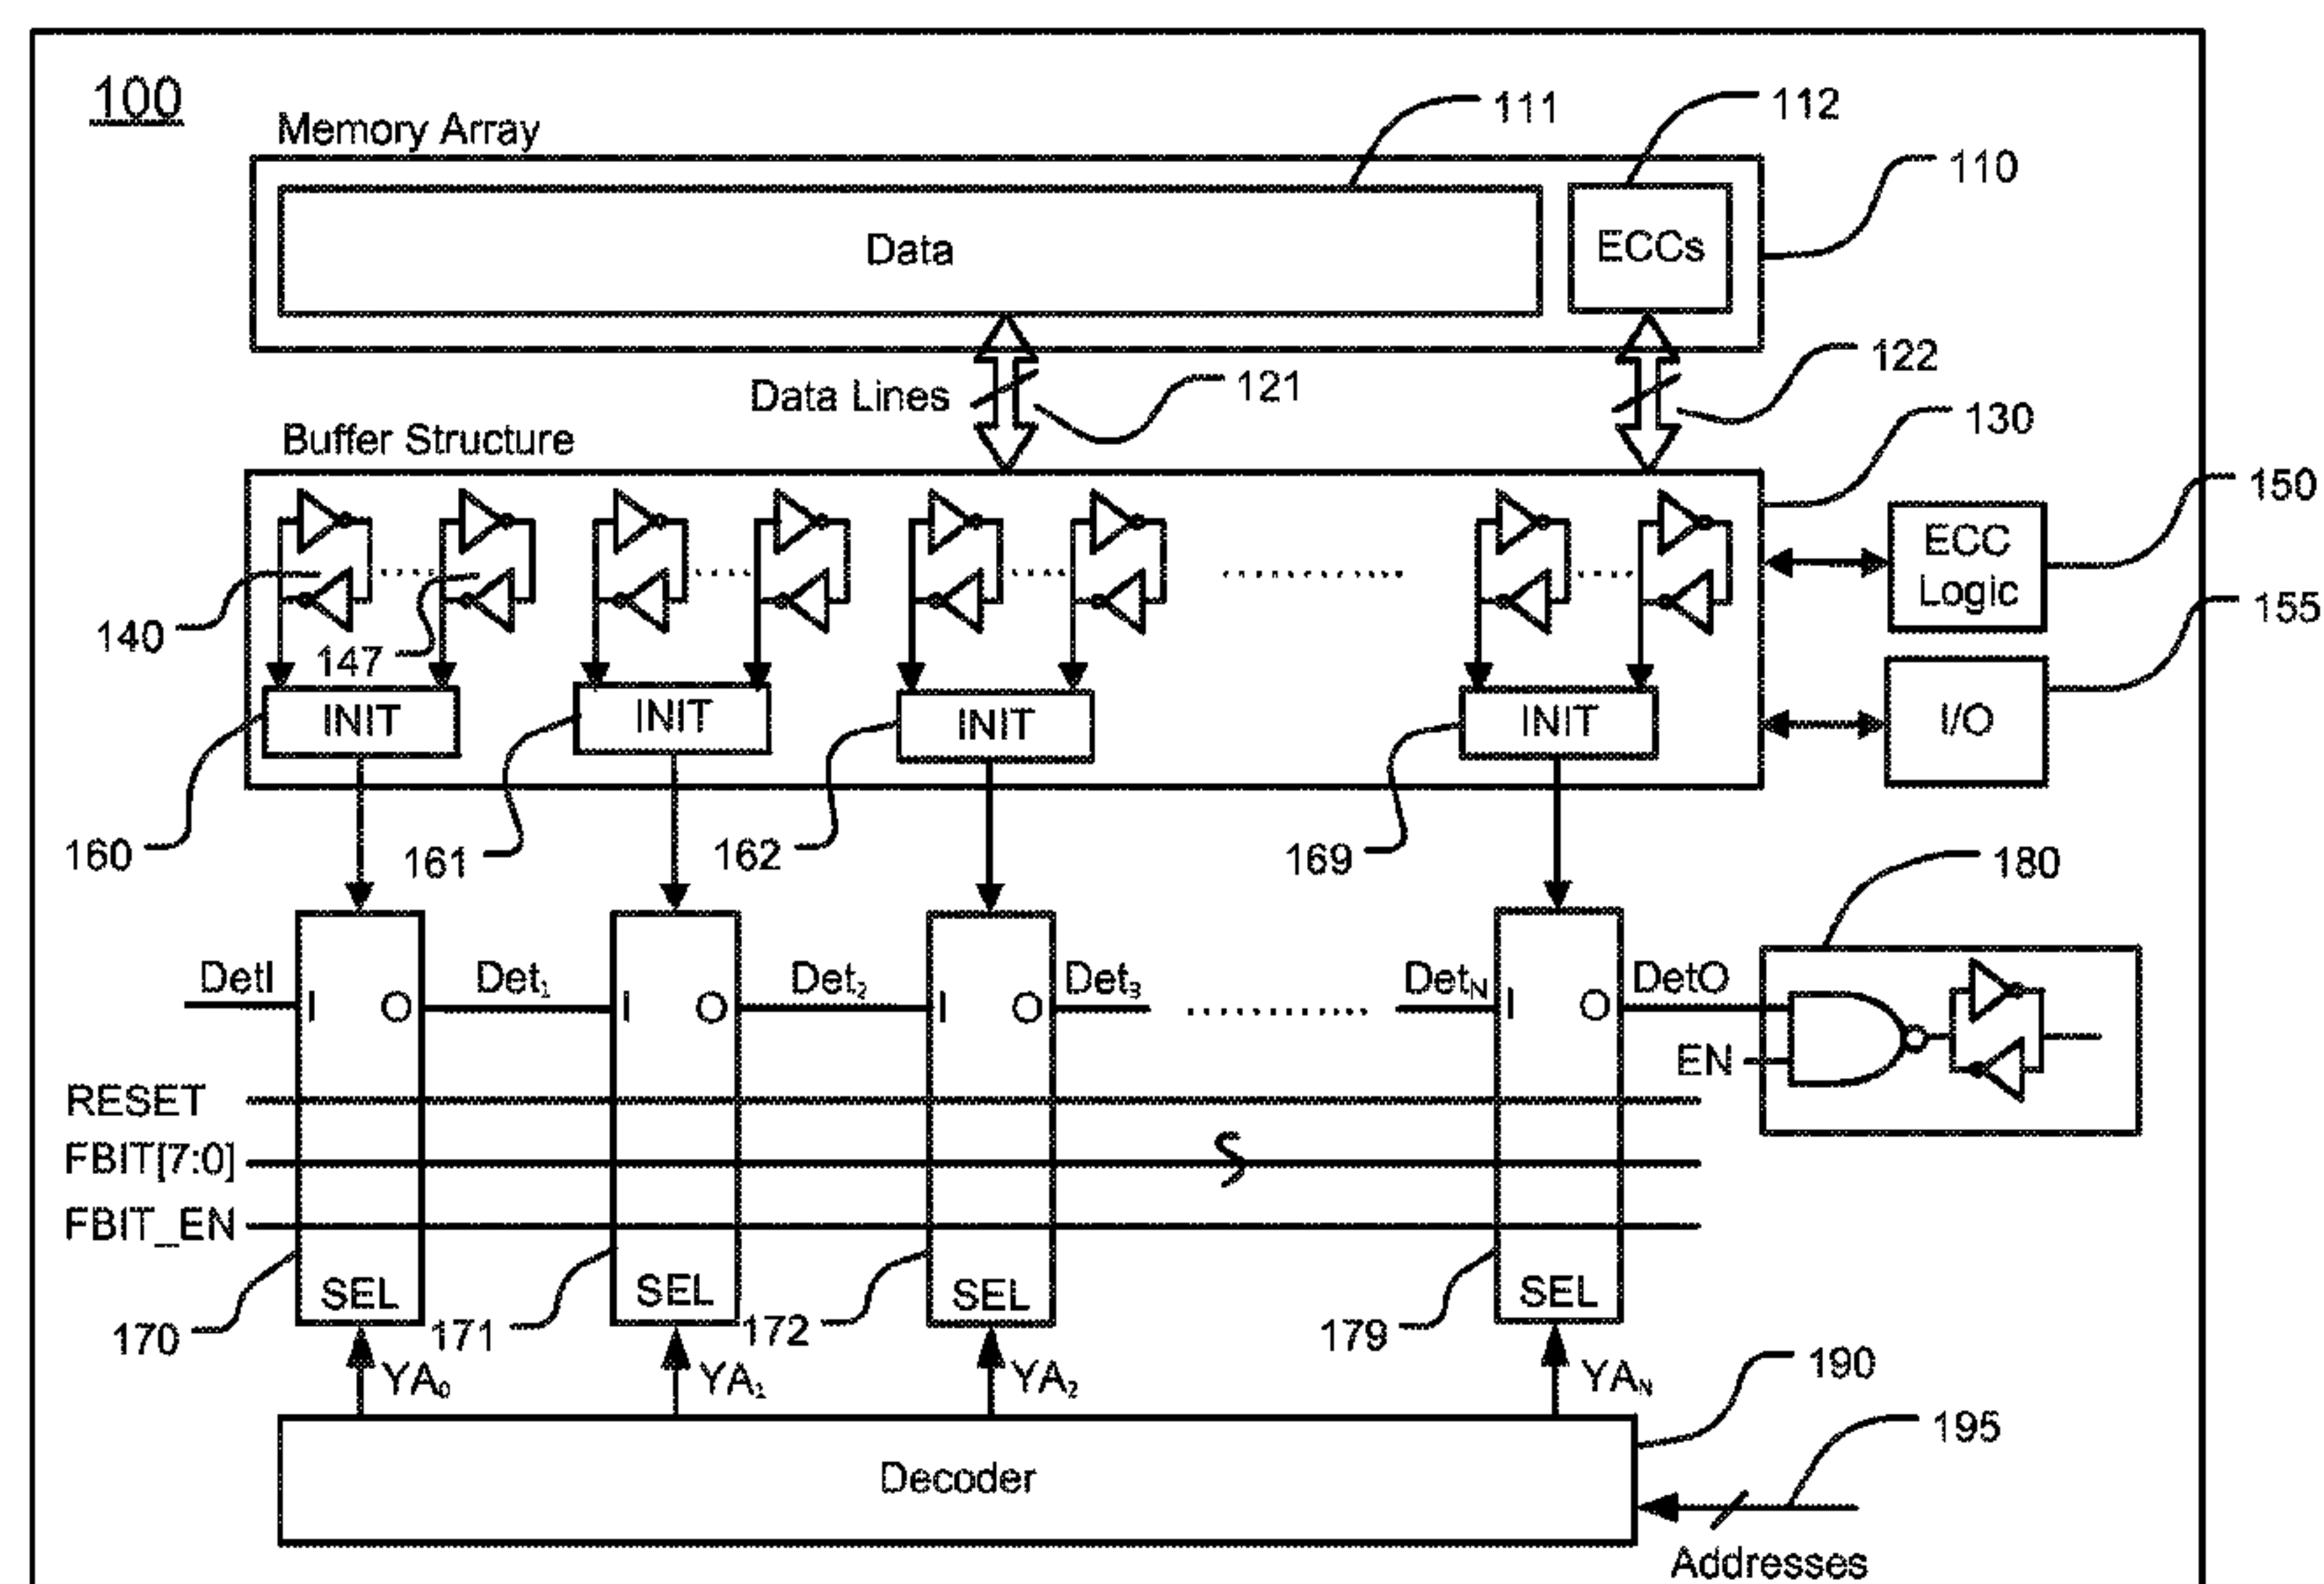 100
Memory Array
111
112
110
Data
ECCs
Data Lines
121
122
Buffer Structure
130
150
ECC
Logic
155
I/O
140
147
INIT
INIT
INIT
INIT
160
161
162
169
180
DetI
I
O
Det₁
I
O
Det₂
I
O
Det₃
Det_N
I
O
DetO
EN
RESET
FBIT[7:0]
FBIT_EN
SEL
SEL
SEL
SEL
170
171
172
179
YA₀
YA₁
YA₂
YA_N
190
195
Decoder
Addresses